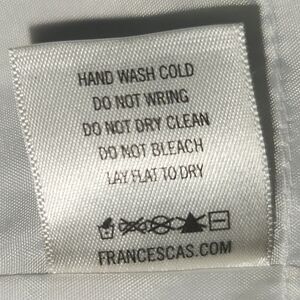 HAND WASH COLD
DO NOT WRING
DO NOT DRY CLEAN
DO NOT BLEACH
LAY FLAT TO DRY
FRANCESCAS.COM